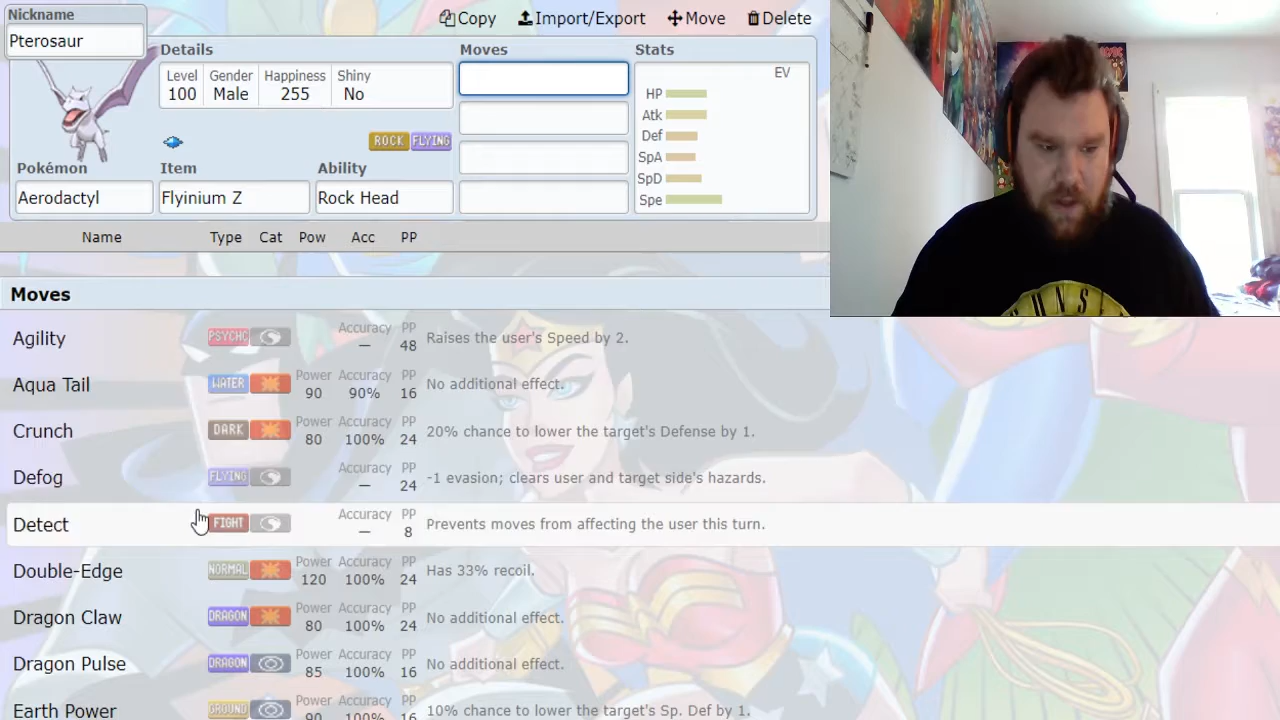 Nickname
Pterosaur
Copy Import/Export Move Delete
Details Moves Stats
Level Gender Happiness Shiny
100 Male 255 No
EV
HP
Atk
Def
SpA
SpD
Spe
ROCK FLYING
Pokémon Item Ability
Aerodactyl Flyinium Z Rock Head
Name Type Cat Pow Acc PP
Moves
Agility PSYCHC Accuracy — PP 48 Raises the user's Speed by 2.
Aqua Tail WATER Power 90 Accuracy 90% PP 16 No additional effect.
Crunch DARK Power 80 Accuracy 100% PP 24 20% chance to lower the target's Defense by 1.
Defog FLYING Accuracy — PP 24 -1 evasion; clears user and target side's hazards.
Detect FIGHT Accuracy — PP 8 Prevents moves from affecting the user this turn.
Double-Edge NORMAL Power 120 Accuracy 100% PP 24 Has 33% recoil.
Dragon Claw DRAGON Power 80 Accuracy 100% PP 24 No additional effect.
Dragon Pulse DRAGON Power 85 Accuracy 100% PP 16 No additional effect.
Earth Power GROUND Power 90 Accuracy 100% PP 16 10% chance to lower the target's Sp. Def by 1.